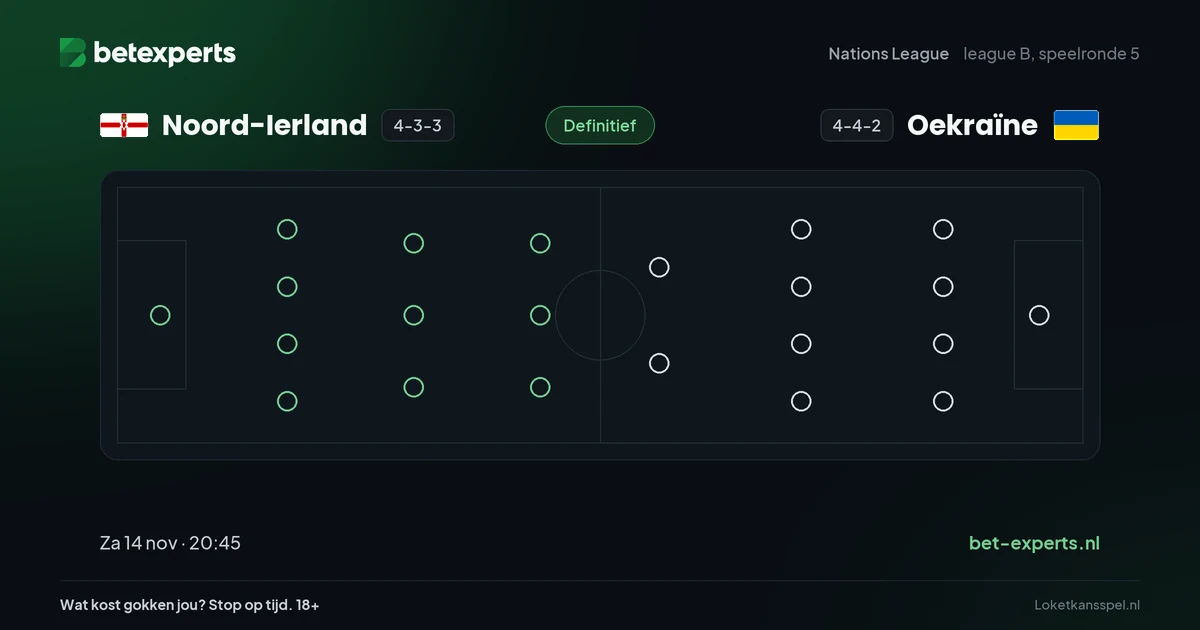 betexperts
Nations League league B, speelronde 5
Noord-Ierland 4-3-3 Definitief 4-4-2 Oekraïne
Za 14 nov · 20:45 bet-experts.nl
Wat kost gokken jou? Stop op tijd. 18+ Loketkansspel.nl